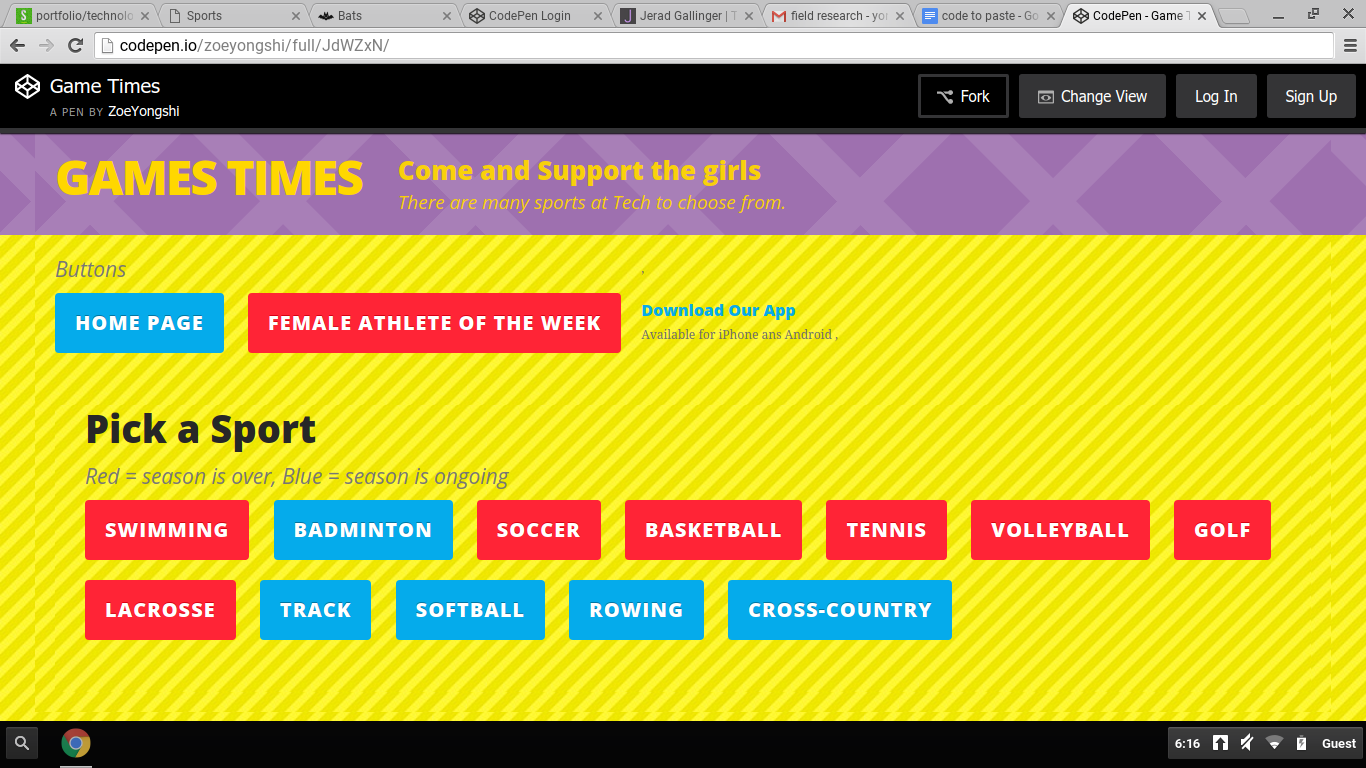 portfolio/technolo
Sports
Bats
CodePen Login
Jerad Gallinger | T
field research - yo
code to paste - Go
CodePen - Game T
codepen.io/zoeyongshi/full/JdWZxN/
Game Times
A PEN BY ZoeYongshi
Fork
Change View
Log In
Sign Up
GAMES TIMES
Come and Support the girls
There are many sports at Tech to choose from.
Buttons
,
HOME PAGE
FEMALE ATHLETE OF THE WEEK
Download Our App
Available for iPhone ans Android ,
Pick a Sport
Red = season is over, Blue = season is ongoing
SWIMMING
BADMINTON
SOCCER
BASKETBALL
TENNIS
VOLLEYBALL
GOLF
LACROSSE
TRACK
SOFTBALL
ROWING
CROSS-COUNTRY
6:16
Guest